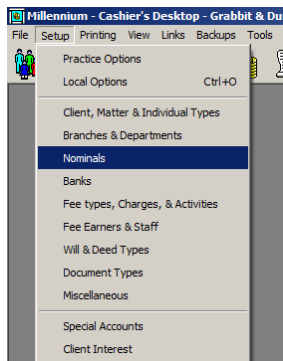 Millennium - Cashier's Desktop - Grabbit & Du
File Setup Printing View Links Backups Tools
Practice Options
Local Options Ctrl+O
Client, Matter & Individual Types
Branches & Departments
Nominals
Banks
Fee types, Charges, & Activities
Fee Earners & Staff
Will & Deed Types
Document Types
Miscellaneous
Special Accounts
Client Interest